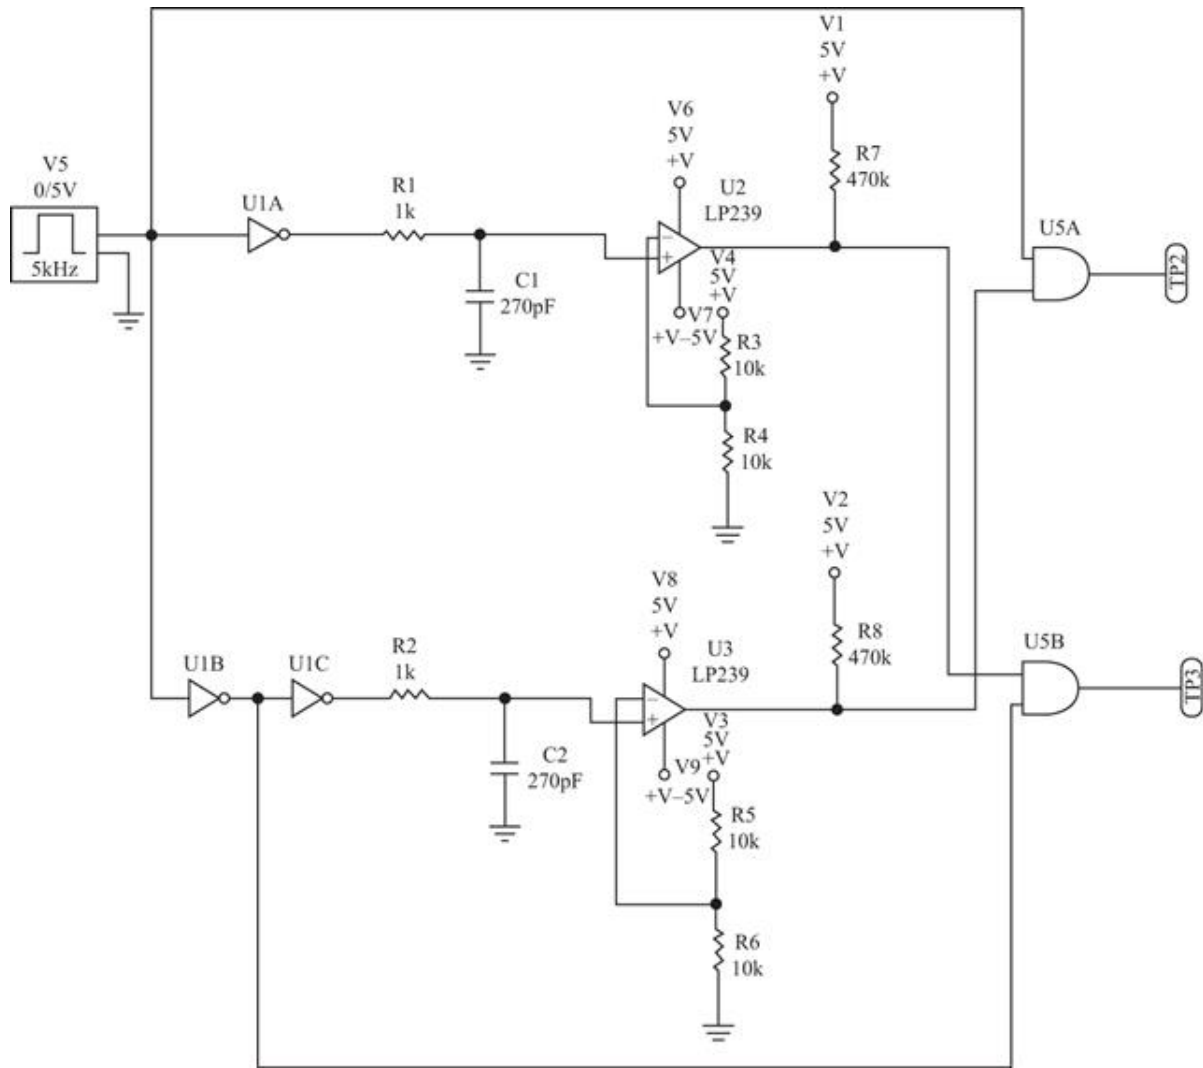 V1
5V
+V
V6
5V
+V
R7
470k
V5
0/5V
5kHz
U1A
R1
1k
U2
LP239
U5A
TP2
C1
270pF
−
+
V4
5V
+V
V7
+V–5V
R3
10k
R4
10k
V2
5V
+V
V8
5V
+V
R8
470k
U1B
U1C
R2
1k
U3
LP239
U5B
TP3
C2
270pF
−
+
V3
5V
+V
V9
+V–5V
R5
10k
R6
10k